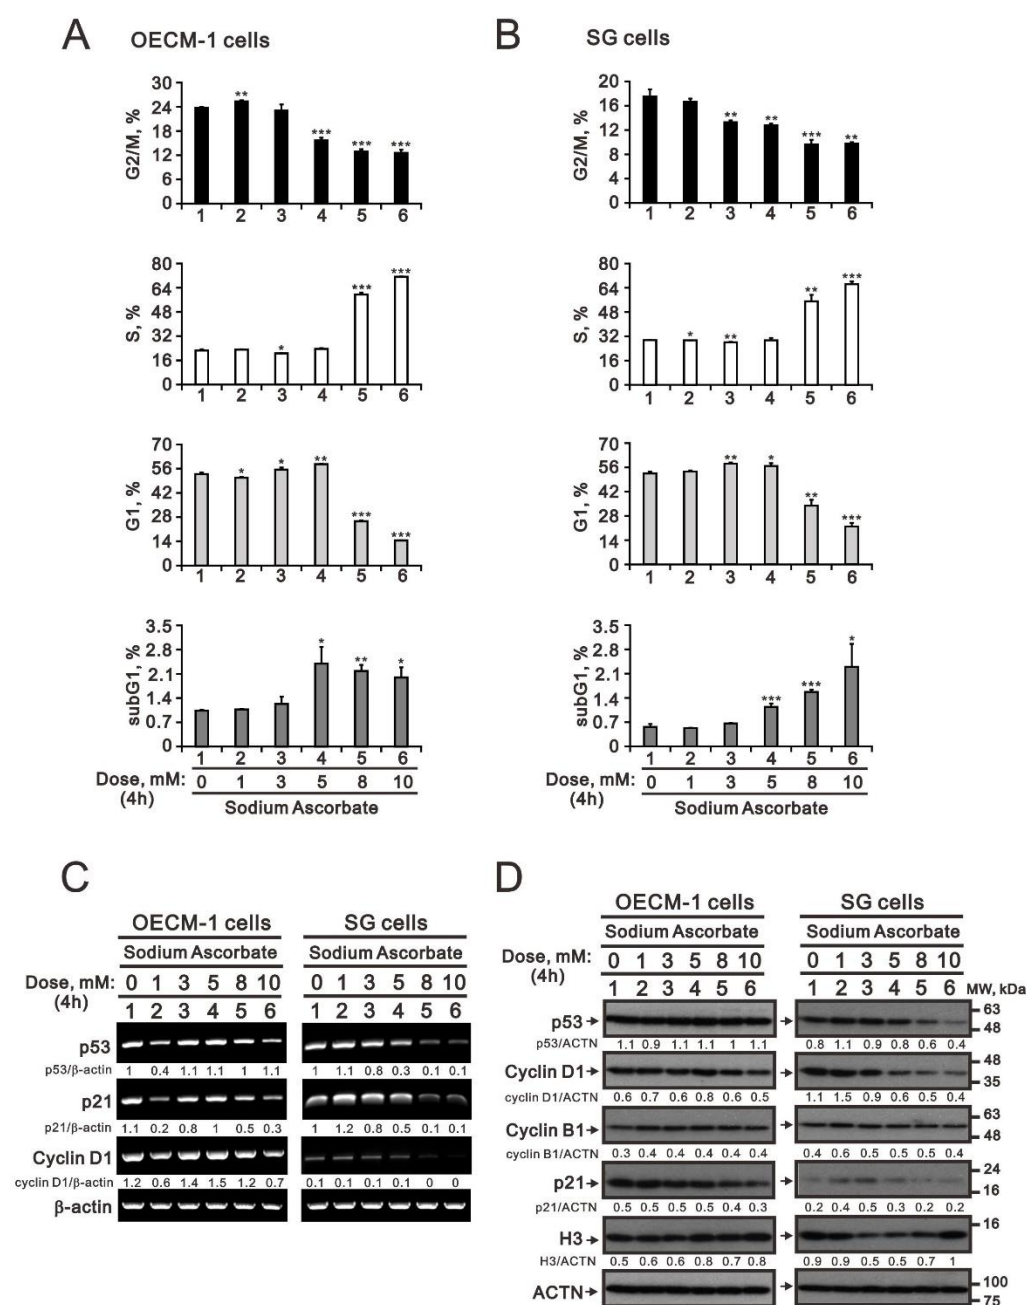 A OECM-1 cells
G2/M, %
30
24
18
12
6
0
** *** *** ***
1 2 3 4 5 6
S, %
80
64
48
32
16
0
* *** ***
1 2 3 4 5 6
G1, %
70
56
42
28
14
0
* * ** *** ***
1 2 3 4 5 6
subG1, %
3.5
2.8
2.1
1.4
0.7
0
* ** *
1 2 3 4 5 6
Dose, mM: 0 1 3 5 8 10
(4h)
Sodium Ascorbate
B SG cells
G2/M, %
20
16
12
8
4
0
** ** *** **
1 2 3 4 5 6
S, %
80
64
48
32
16
0
* ** ** ***
1 2 3 4 5 6
G1, %
70
56
42
28
14
0
** * ** ***
1 2 3 4 5 6
subG1, %
3.5
2.8
2.1
1.4
0.7
0
*** *** *
1 2 3 4 5 6
Dose, mM: 0 1 3 5 8 10
(4h)
Sodium Ascorbate
C
OECM-1 cells SG cells
Sodium Ascorbate Sodium Ascorbate
Dose, mM: 0 1 3 5 8 10 0 1 3 5 8 10
(4h) 1 2 3 4 5 6 1 2 3 4 5 6
p53
p53/β-actin 1 0.4 1.1 1.1 1 1.1 1 1.1 0.8 0.3 0.1 0.1
p21
p21/β-actin 1.1 0.2 0.8 1 0.5 0.3 1 1.2 0.8 0.5 0.1 0.1
Cyclin D1
cyclin D1/β-actin 1.2 0.6 1.4 1.5 1.2 0.7 0.1 0.1 0.1 0.1 0 0
β-actin
D
OECM-1 cells SG cells
Sodium Ascorbate Sodium Ascorbate
Dose, mM: 0 1 3 5 8 10 0 1 3 5 8 10
(4h) 1 2 3 4 5 6 1 2 3 4 5 6 MW, kDa
p53 63
48
p53/ACTN 1.1 0.9 1.1 1.1 1 1.1 0.8 1.1 0.9 0.8 0.6 0.4
Cyclin D1 48
35
cyclin D1/ACTN 0.6 0.7 0.6 0.8 0.6 0.5 1.1 1.5 0.9 0.6 0.5 0.4
Cyclin B1 63
48
cyclin B1/ACTN 0.3 0.4 0.4 0.4 0.4 0.4 0.4 0.6 0.5 0.5 0.5 0.4
p21 24
16
p21/ACTN 0.5 0.5 0.5 0.5 0.4 0.3 0.2 0.4 0.5 0.3 0.2 0.2
H3 16
H3/ACTN 0.5 0.6 0.6 0.8 0.7 0.8 0.9 0.9 0.5 0.5 0.7 1
ACTN 100
75